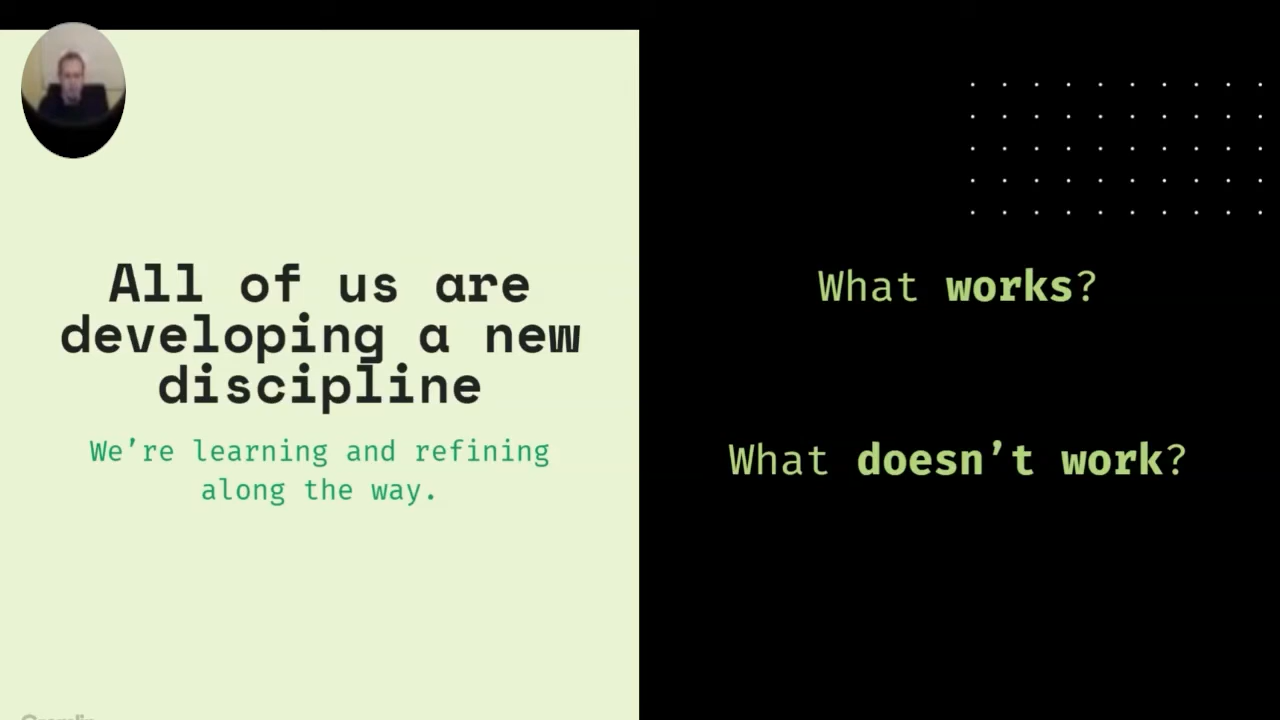 All of us are
developing a new
discipline
We’re learning and refining
along the way.
What works?
What doesn’t work?